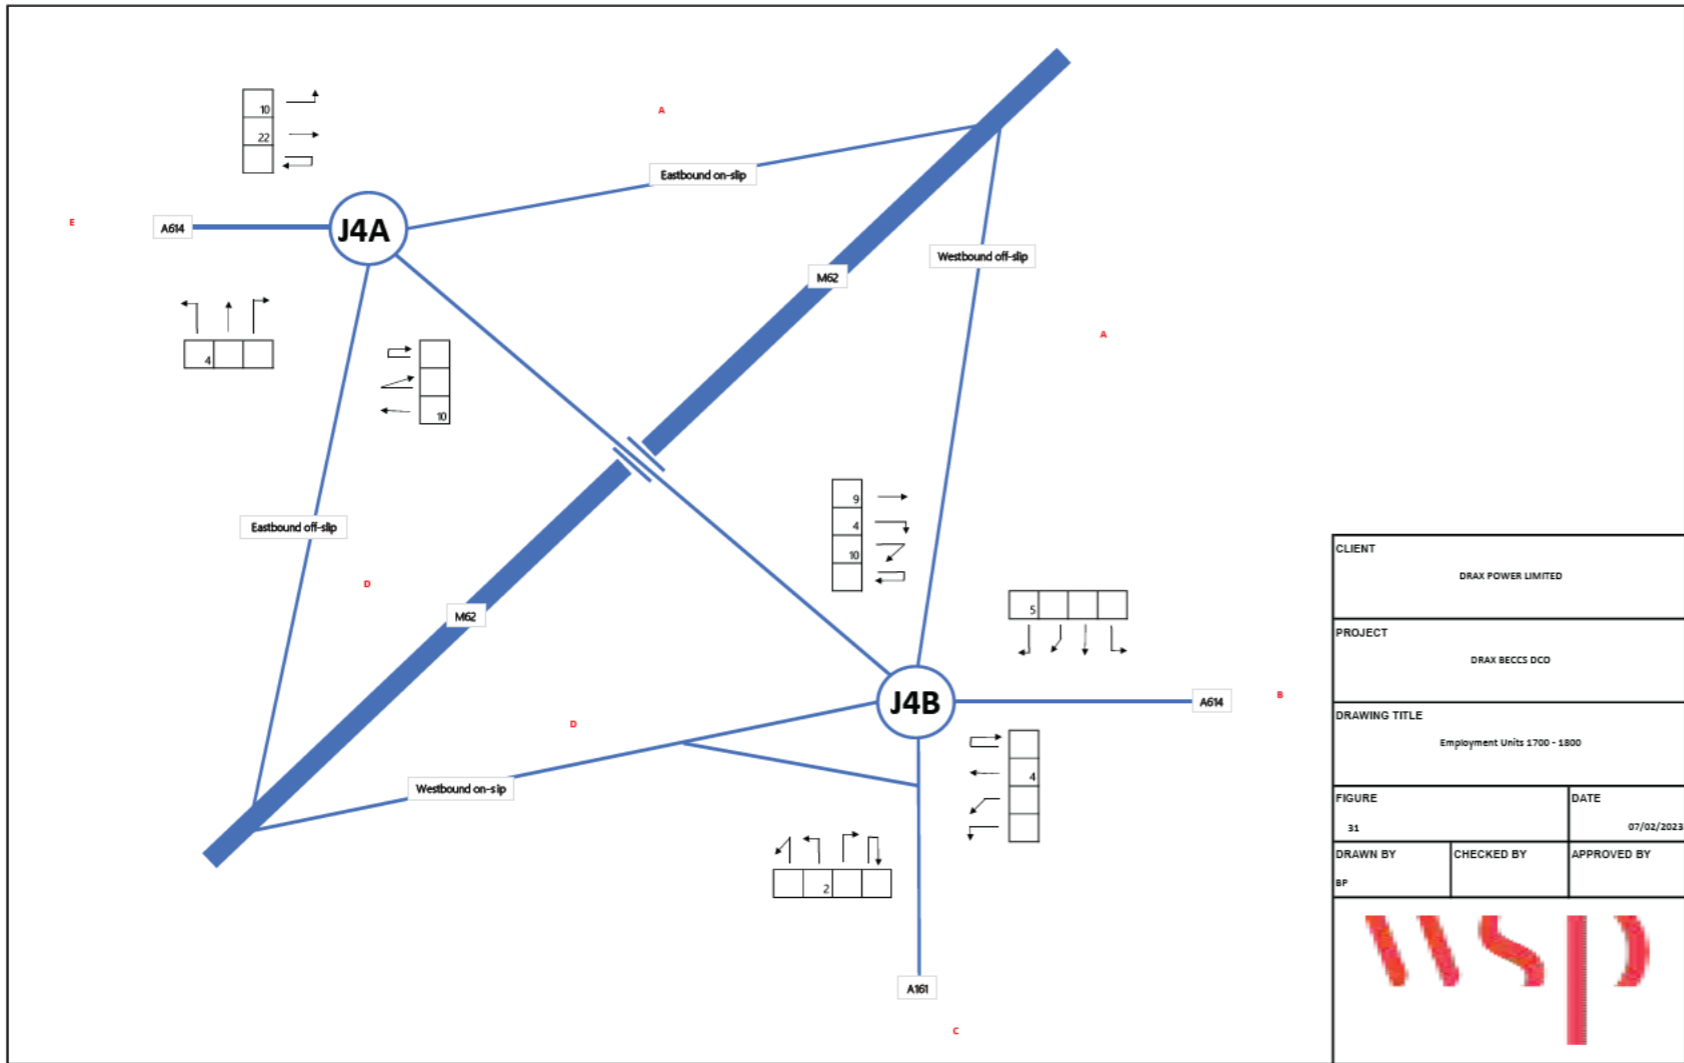 10
A
22
Eastbound on-slip
E
A614
J4A
Westbound off-slip
M62
A
4
10
9
4
Eastbound off-slip
10
D
5
M62
J4B
A614
B
D
4
Westbound on-slip
2
A161
C
CLIENT
DRAX POWER LIMITED
PROJECT
DRAX BECCS DCO
DRAWING TITLE
Employment Units 1700 - 1800
FIGURE
DATE
31
07/02/2023
DRAWN BY
CHECKED BY
APPROVED BY
BP
wsp